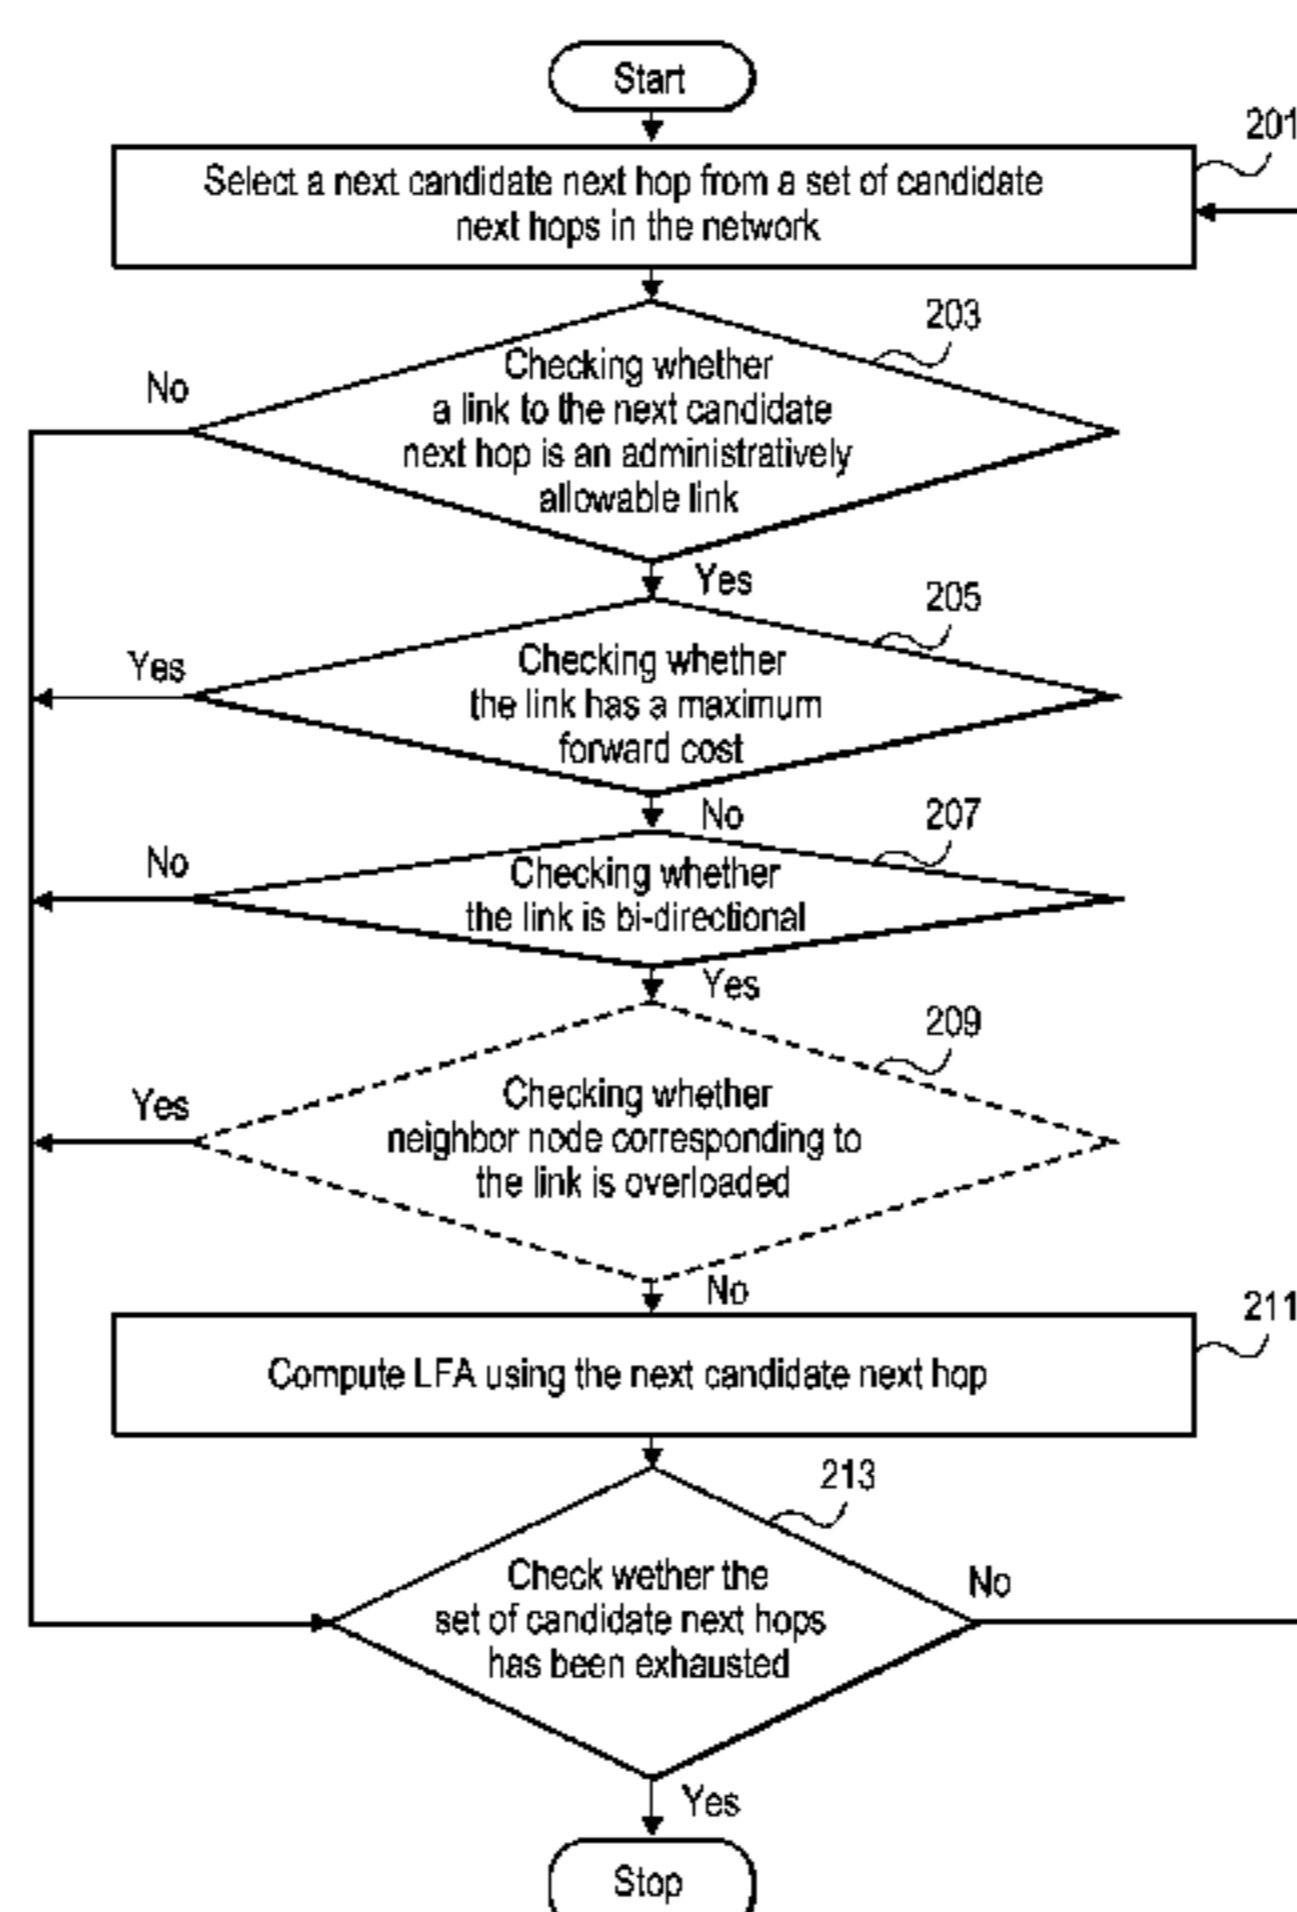 Start
201
Select a next candidate next hop from a set of candidate
next hops in the network
203
No
Checking whether
a link to the next candidate
next hop is an administratively
allowable link
Yes
205
Yes
Checking whether
the link has a maximum
forward cost
No
207
No
Checking whether
the link is bi-directional
Yes
209
Yes
Checking whether
neighbor node corresponding to
the link is overloaded
No
211
Compute LFA using the next candidate next hop
213
Check wether the
set of candidate next hops
has been exhausted
No
Yes
Stop